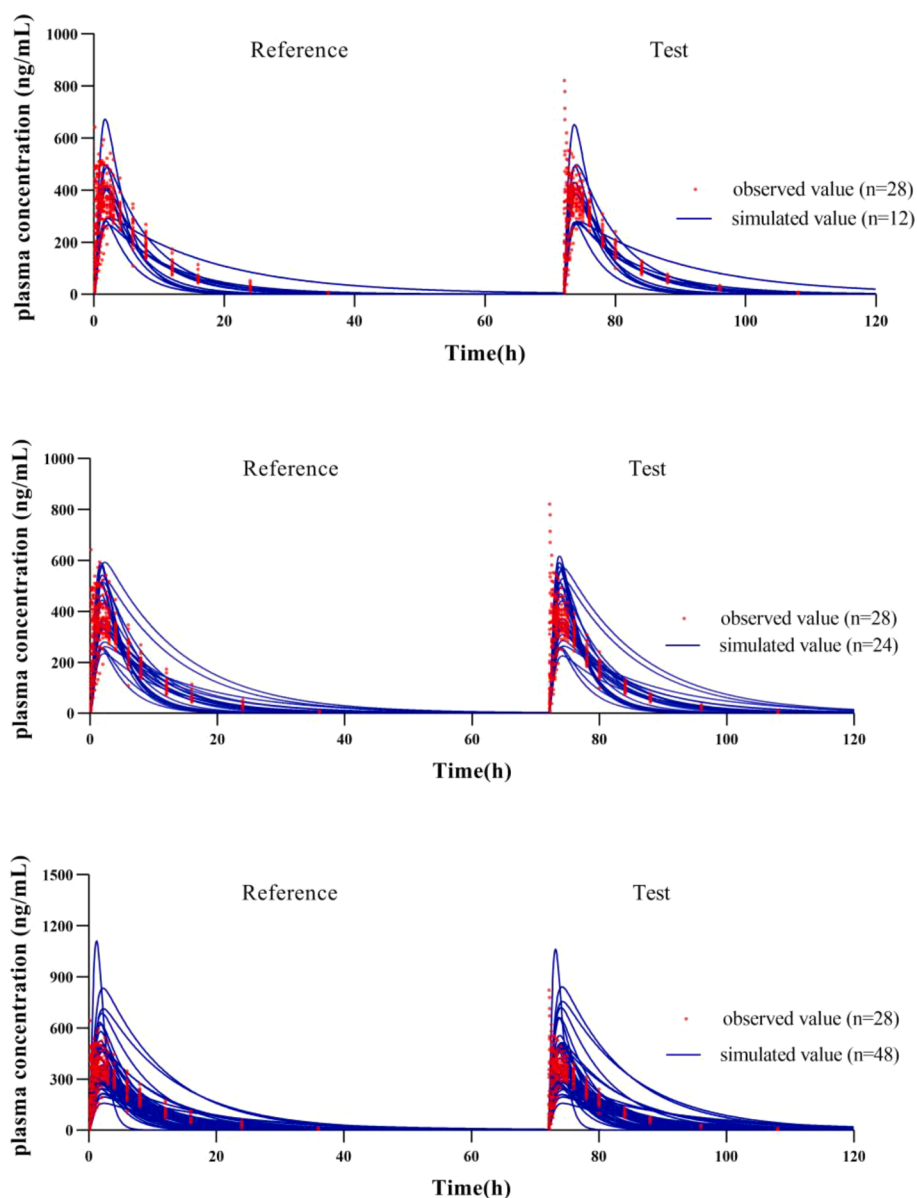 Reference
Test
plasma concentration (ng/mL)
1000
800
600
400
200
0
observed value (n=28)
simulated value (n=12)
0 20 40 60 80 100 120
Time(h)
Reference
Test
plasma concentration (ng/mL)
1000
800
600
400
200
0
observed value (n=28)
simulated value (n=24)
0 20 40 60 80 100 120
Time(h)
Reference
Test
plasma concentration (ng/mL)
1500
1200
900
600
300
0
observed value (n=28)
simulated value (n=48)
0 20 40 60 80 100 120
Time(h)